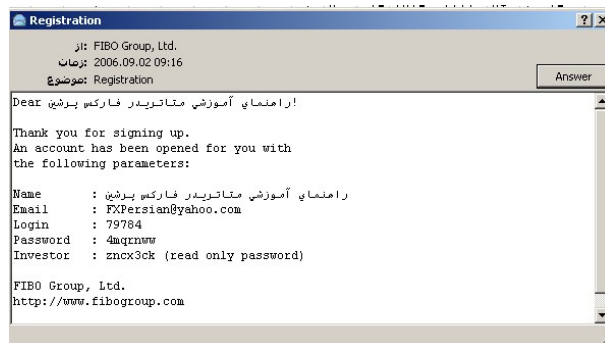 Registration
از: FIBO Group, Ltd.
زمان: 2006.09.02 09:16
موضوع: Registration
Answer
Dear راهنماي آموزشي متاتريدر فارکس پرشين!
Thank you for signing up.
An account has been opened for you with
the following parameters:
Name : راهنماي آموزشي متاتريدر فارکس پرشين
Email : FXPersian@yahoo.com
Login : 79784
Password : 4mqrnww
Investor : zncx3ck (read only password)
FIBO Group, Ltd.
http://www.fibogroup.com